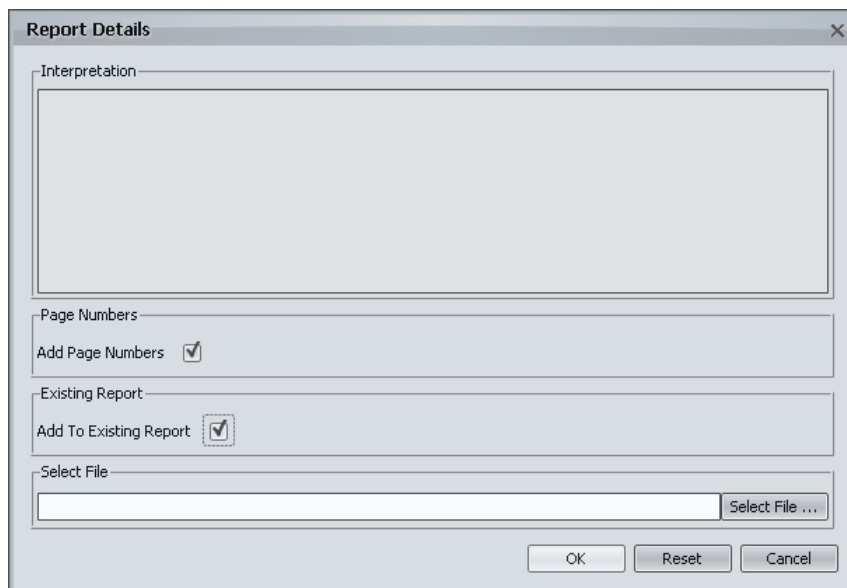 Report Details
Interpretation
Page Numbers
Add Page Numbers
Existing Report
Add To Existing Report
Select File
Select File ...
OK Reset Cancel